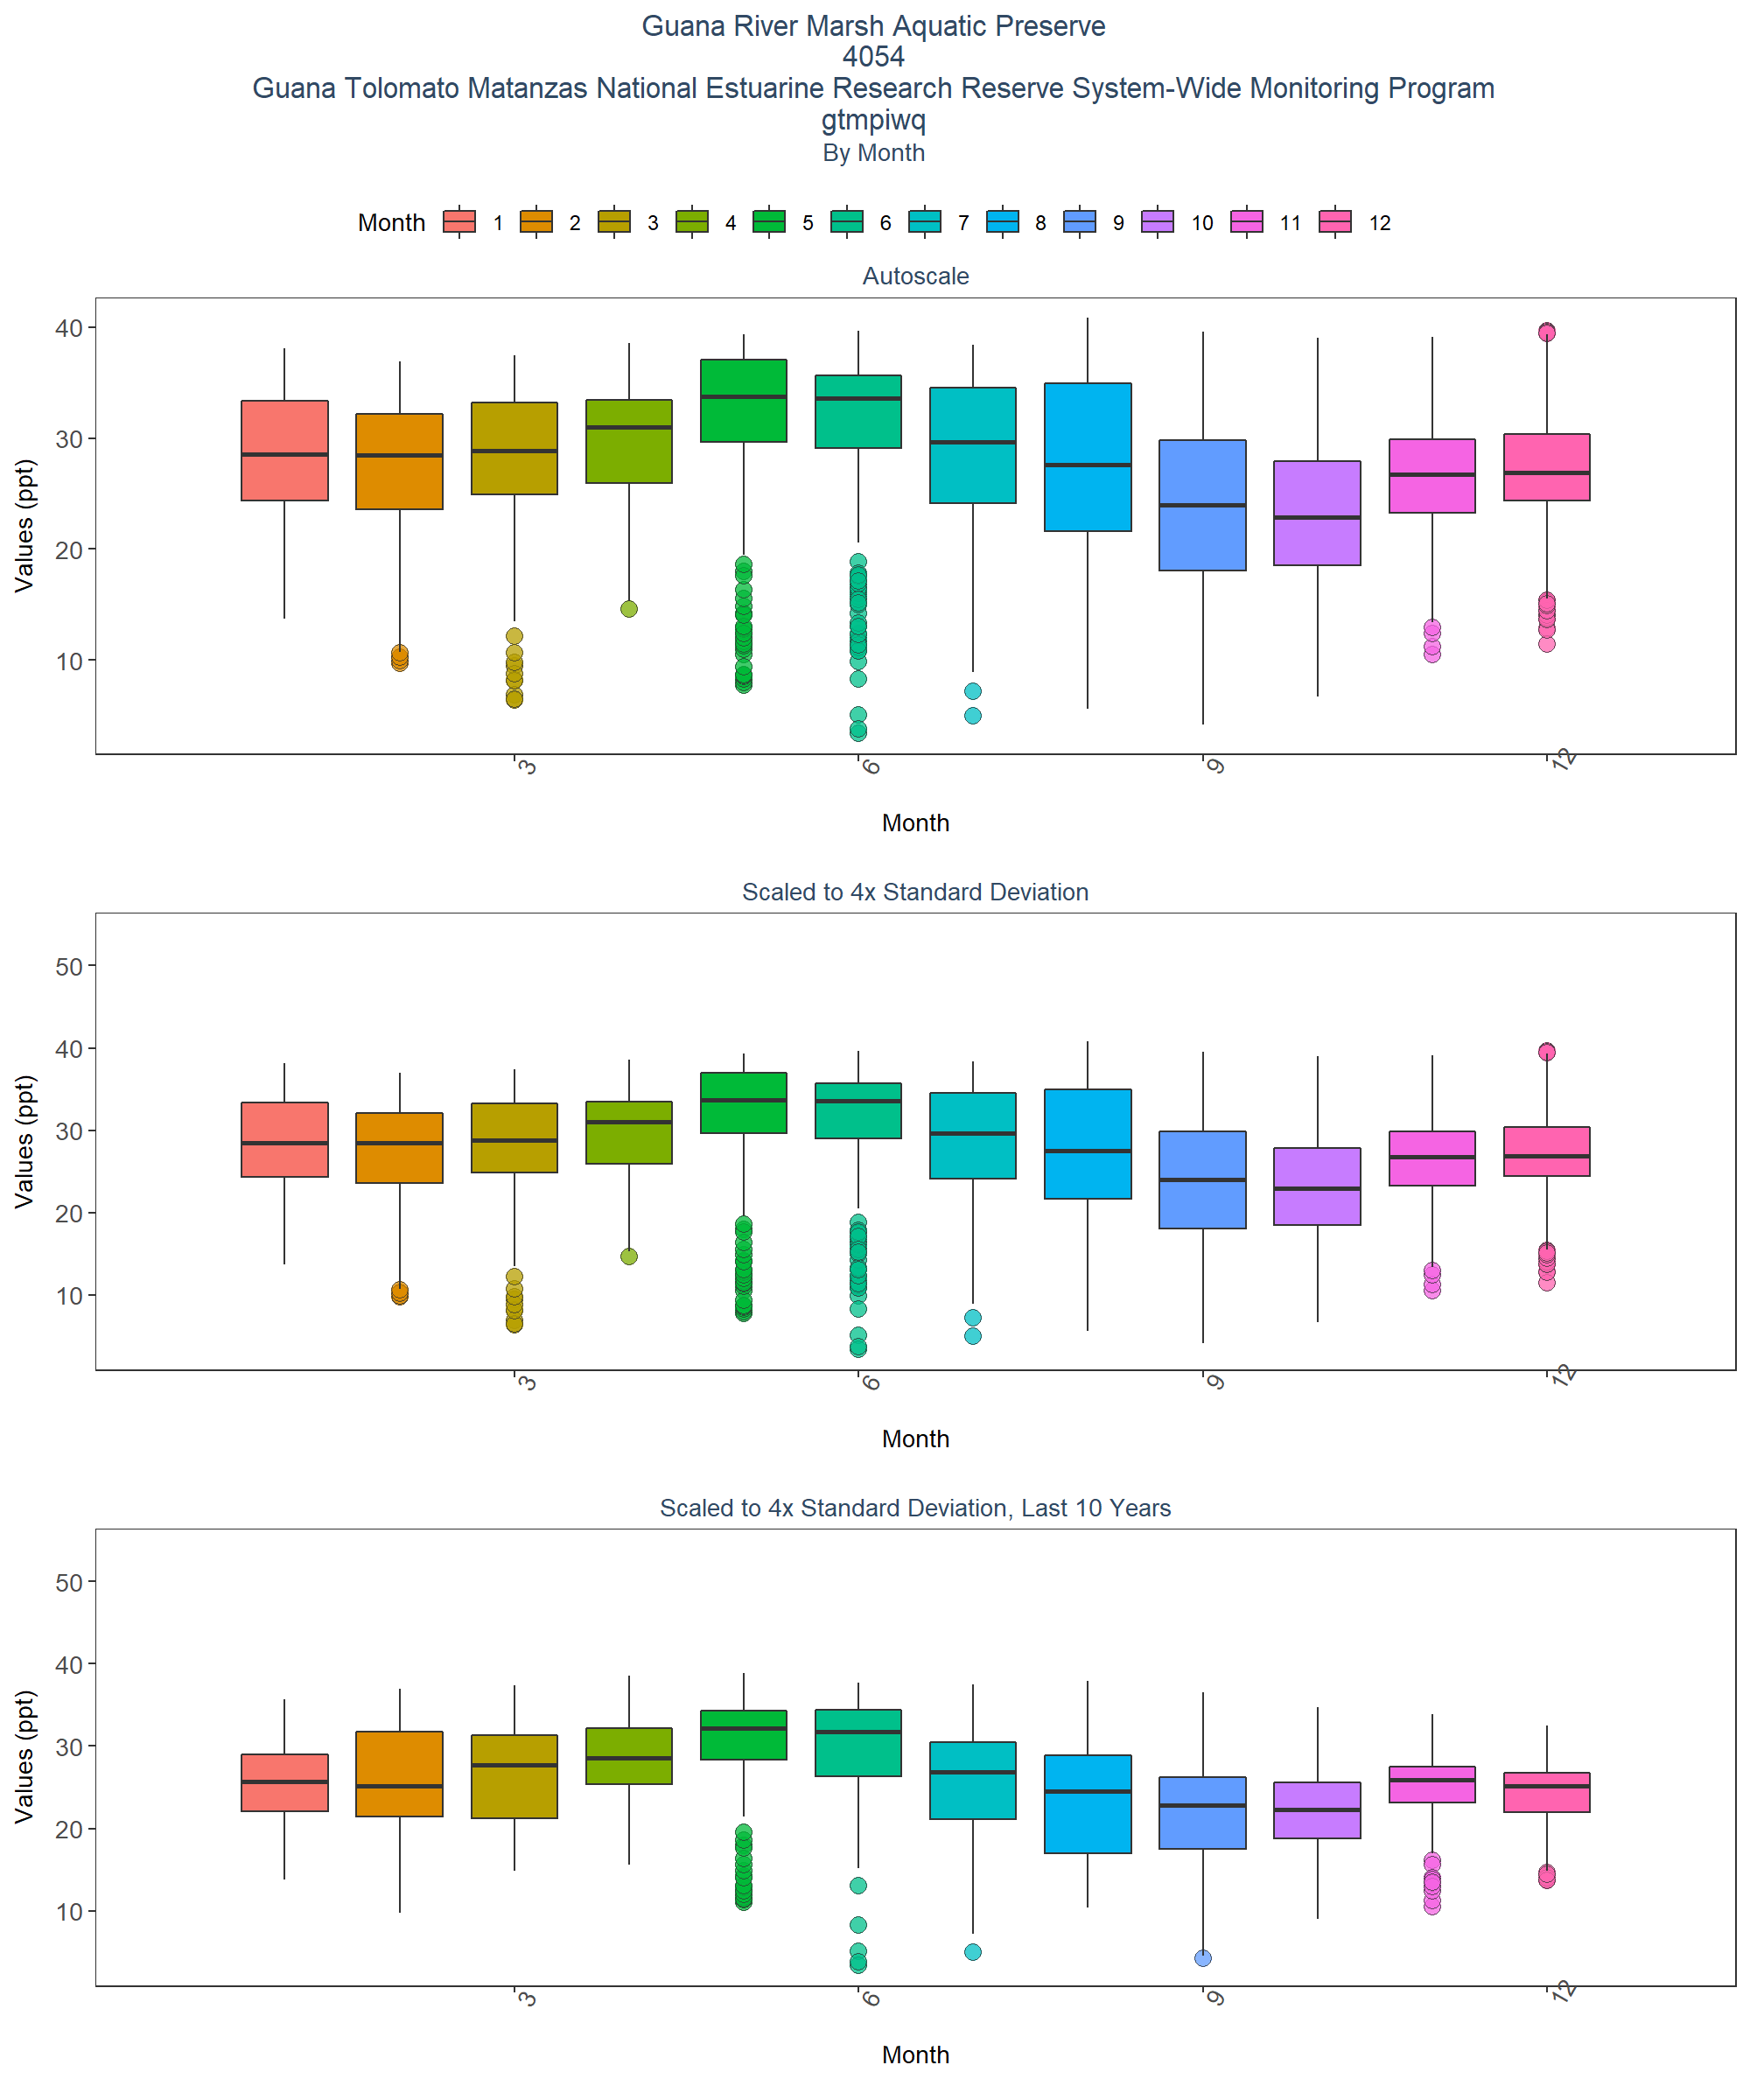 Guana River Marsh Aquatic Preserve
4054
Guana Tolomato Matanzas National Estuarine Research Reserve System-Wide Monitoring Program
gtmpiwq
By Month
Month 1 2 3 4 5 6 7 8 9 10 11 12
Autoscale
Values (ppt)
40
30
20
10
3 6 9 12
Month
Scaled to 4x Standard Deviation
Values (ppt)
50
40
30
20
10
3 6 9 12
Month
Scaled to 4x Standard Deviation, Last 10 Years
Values (ppt)
50
40
30
20
10
3 6 9 12
Month